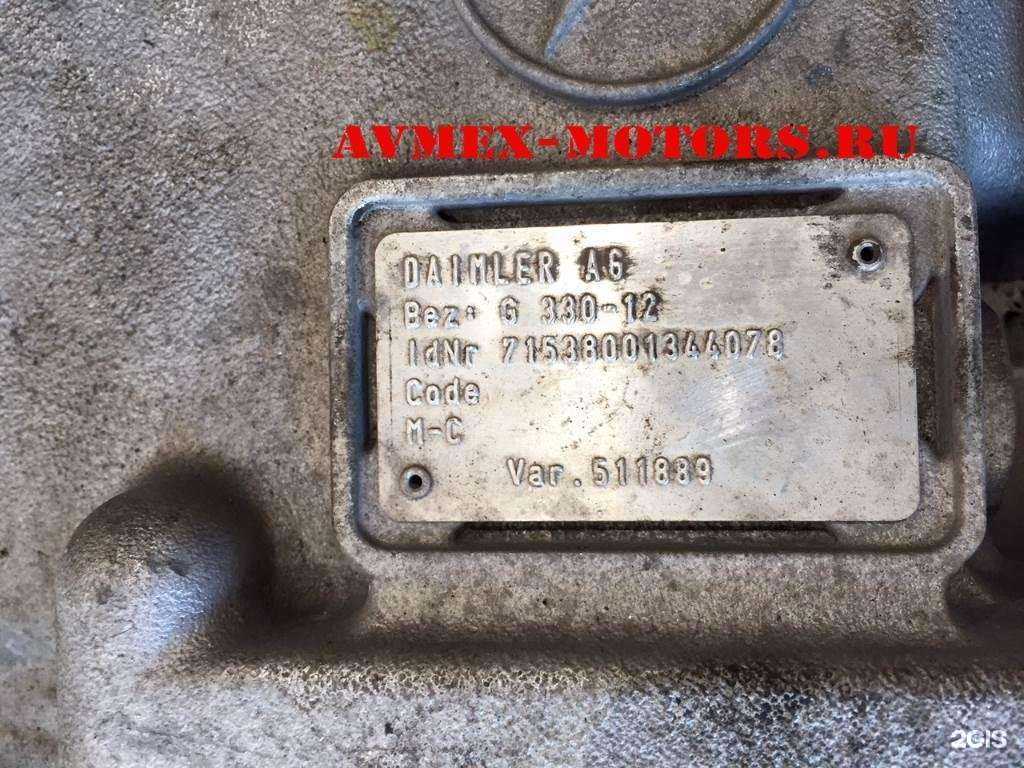 AVMEX-MOTORS.RU
DAIMLER AG
Bez: G 330-12
IdNr 71538001344078
Code
M-C
Var.511889
2GIS